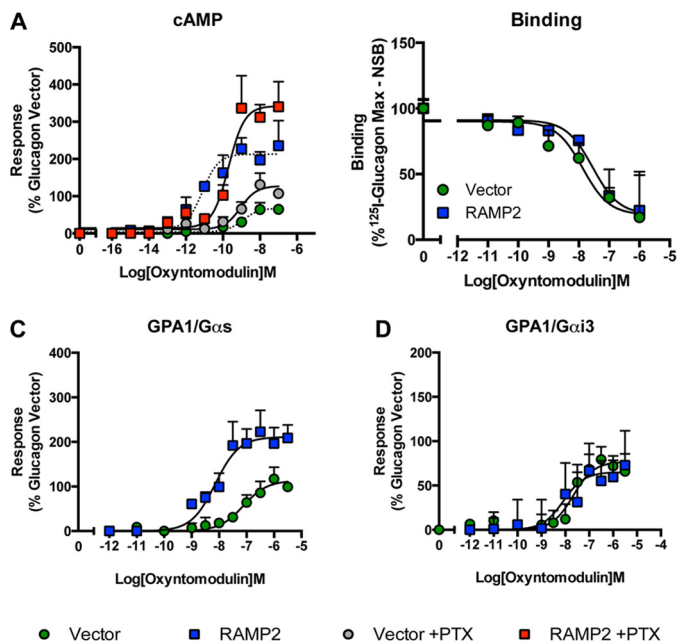 A
cAMP
Response
(% Glucagon Vector)
500
400
300
200
100
0
0 -16 -14 -12 -10 -8 -6
Log[Oxyntomodulin]M
Binding
Binding
(%125I-Glucagon Max - NSB)
150
100
50
0
Vector
RAMP2
0 -12 -11 -10 -9 -8 -7 -6 -5
Log[Oxyntomodulin]M
C
GPA1/Gαs
Response
(% Glucagon Vector)
400
300
200
100
0
-12 -11 -10 -9 -8 -7 -6 -5
Log[Oxyntomodulin]M
D
GPA1/Gαi3
Response
(% Glucagon Vector)
200
150
100
50
0
0 -12 -11 -10 -9 -8 -7 -6 -5 -4
Log[Oxyntomodulin]M
Vector RAMP2 Vector +PTX RAMP2 +PTX